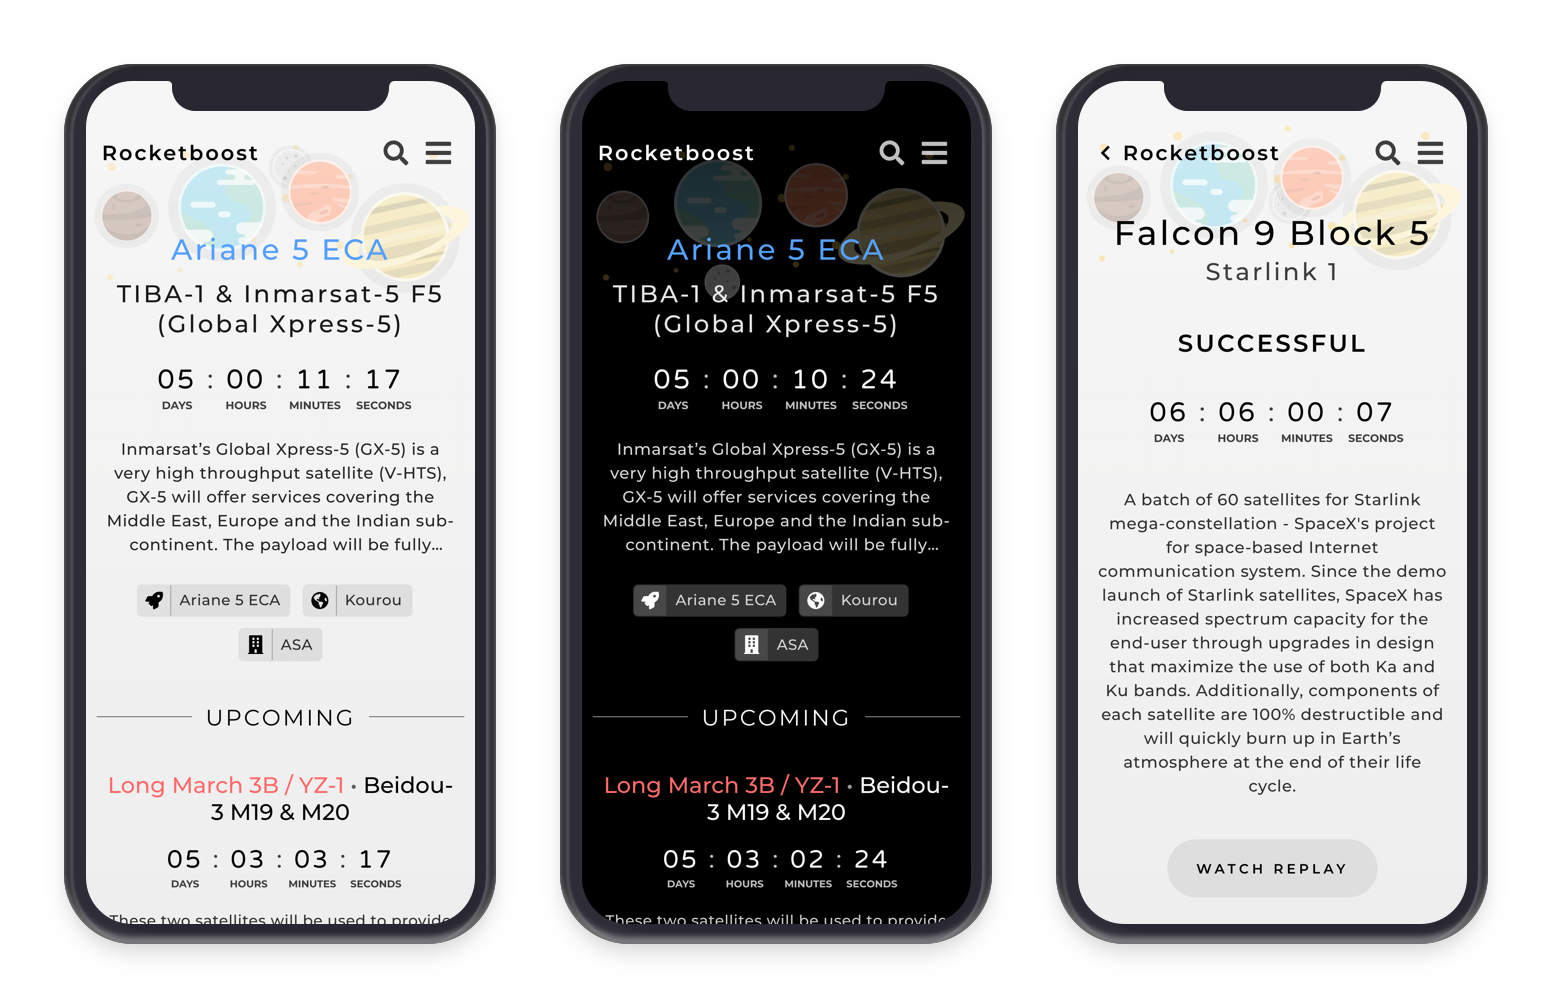 Rocketboost
Ariane 5 ECA
TIBA-1 & Inmarsat-5 F5
(Global Xpress-5)
05 : 00 : 11 : 17
DAYS HOURS MINUTES SECONDS
Inmarsat’s Global Xpress-5 (GX-5) is a
very high throughput satellite (V-HTS),
GX-5 will offer services covering the
Middle East, Europe and the Indian sub-
continent. The payload will be fully…
Ariane 5 ECA Kourou
ASA
UPCOMING
Long March 3B / YZ-1 • Beidou-
3 M19 & M20
05 : 03 : 03 : 17
DAYS HOURS MINUTES SECONDS
These two satellites will be used to provide
Rocketboost
Ariane 5 ECA
TIBA-1 & Inmarsat-5 F5
(Global Xpress-5)
05 : 00 : 10 : 24
DAYS HOURS MINUTES SECONDS
Inmarsat’s Global Xpress-5 (GX-5) is a
very high throughput satellite (V-HTS),
GX-5 will offer services covering the
Middle East, Europe and the Indian sub-
continent. The payload will be fully…
Ariane 5 ECA Kourou
ASA
UPCOMING
Long March 3B / YZ-1 • Beidou-
3 M19 & M20
05 : 03 : 02 : 24
DAYS HOURS MINUTES SECONDS
These two satellites will be used to provide
Rocketboost
Falcon 9 Block 5
Starlink 1
SUCCESSFUL
06 : 06 : 00 : 07
DAYS HOURS MINUTES SECONDS
A batch of 60 satellites for Starlink
mega-constellation - SpaceX's project
for space-based Internet
communication system. Since the demo
launch of Starlink satellites, SpaceX has
increased spectrum capacity for the
end-user through upgrades in design
that maximize the use of both Ka and
Ku bands. Additionally, components of
each satellite are 100% destructible and
will quickly burn up in Earth’s
atmosphere at the end of their life
cycle.
WATCH REPLAY